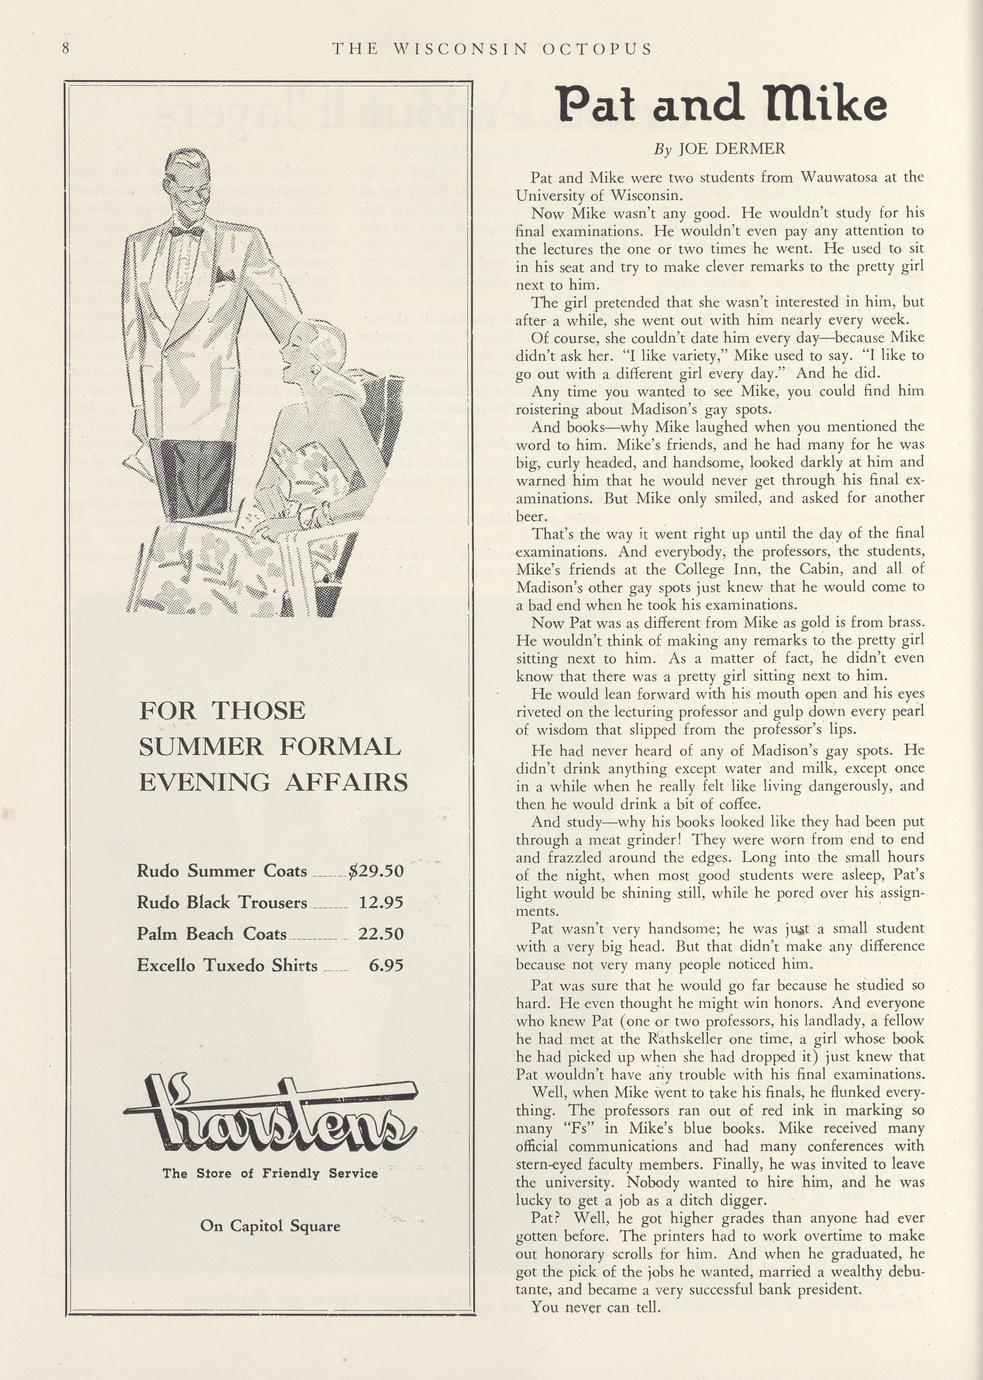 8
THE WISCONSIN OCTOPUS
FOR THOSE
SUMMER FORMAL
EVENING AFFAIRS
Rudo Summer Coats ......$29.50
Rudo Black Trousers ...... 12.95
Palm Beach Coats.......... 22.50
Excello Tuxedo Shirts ..... 6.95
Karstens
The Store of Friendly Service
On Capitol Square
Pat and Mike
By JOE DERMER
Pat and Mike were two students from Wauwatosa at the
University of Wisconsin.
Now Mike wasn't any good. He wouldn't study for his
final examinations. He wouldn't even pay any attention to
the lectures the one or two times he went. He used to sit
in his seat and try to make clever remarks to the pretty girl
next to him.
The girl pretended that she wasn't interested in him, but
after a while, she went out with him nearly every week.
Of course, she couldn't date him every day—because Mike
didn't ask her. "I like variety," Mike used to say. "I like to
go out with a different girl every day." And he did.
Any time you wanted to see Mike, you could find him
roistering about Madison's gay spots.
And books—why Mike laughed when you mentioned the
word to him. Mike's friends, and he had many for he was
big, curly headed, and handsome, looked darkly at him and
warned him that he would never get through his final ex-
aminations. But Mike only smiled, and asked for another
beer.
That's the way it went right up until the day of the final
examinations. And everybody, the professors, the students,
Mike's friends at the College Inn, the Cabin, and all of
Madison's other gay spots just knew that he would come to
a bad end when he took his examinations.
Now Pat was as different from Mike as gold is from brass.
He wouldn't think of making any remarks to the pretty girl
sitting next to him. As a matter of fact, he didn't even
know that there was a pretty girl sitting next to him.
He would lean forward with his mouth open and his eyes
riveted on the lecturing professor and gulp down every pearl
of wisdom that slipped from the professor's lips.
He had never heard of any of Madison's gay spots. He
didn't drink anything except water and milk, except once
in a while when he really felt like living dangerously, and
then he would drink a bit of coffee.
And study—why his books looked like they had been put
through a meat grinder! They were worn from end to end
and frazzled around the edges. Long into the small hours
of the night, when most good students were asleep, Pat's
light would be shining still, while he pored over his assign-
ments.
Pat wasn't very handsome; he was just a small student
with a very big head. But that didn't make any difference
because not very many people noticed him.
Pat was sure that he would go far because he studied so
hard. He even thought he might win honors. And everyone
who knew Pat (one or two professors, his landlady, a fellow
he had met at the Rathskeller one time, a girl whose book
he had picked up when she had dropped it) just knew that
Pat wouldn't have any trouble with his final examinations.
Well, when Mike went to take his finals, he flunked every-
thing. The professors ran out of red ink in marking so
many "Fs" in Mike's blue books. Mike received many
official communications and had many conferences with
stern-eyed faculty members. Finally, he was invited to leave
the university. Nobody wanted to hire him, and he was
lucky to get a job as a ditch digger.
Pat? Well, he got higher grades than anyone had ever
gotten before. The printers had to work overtime to make
out honorary scrolls for him. And when he graduated, he
got the pick of the jobs he wanted, married a wealthy debu-
tante, and became a very successful bank president.
You never can tell.